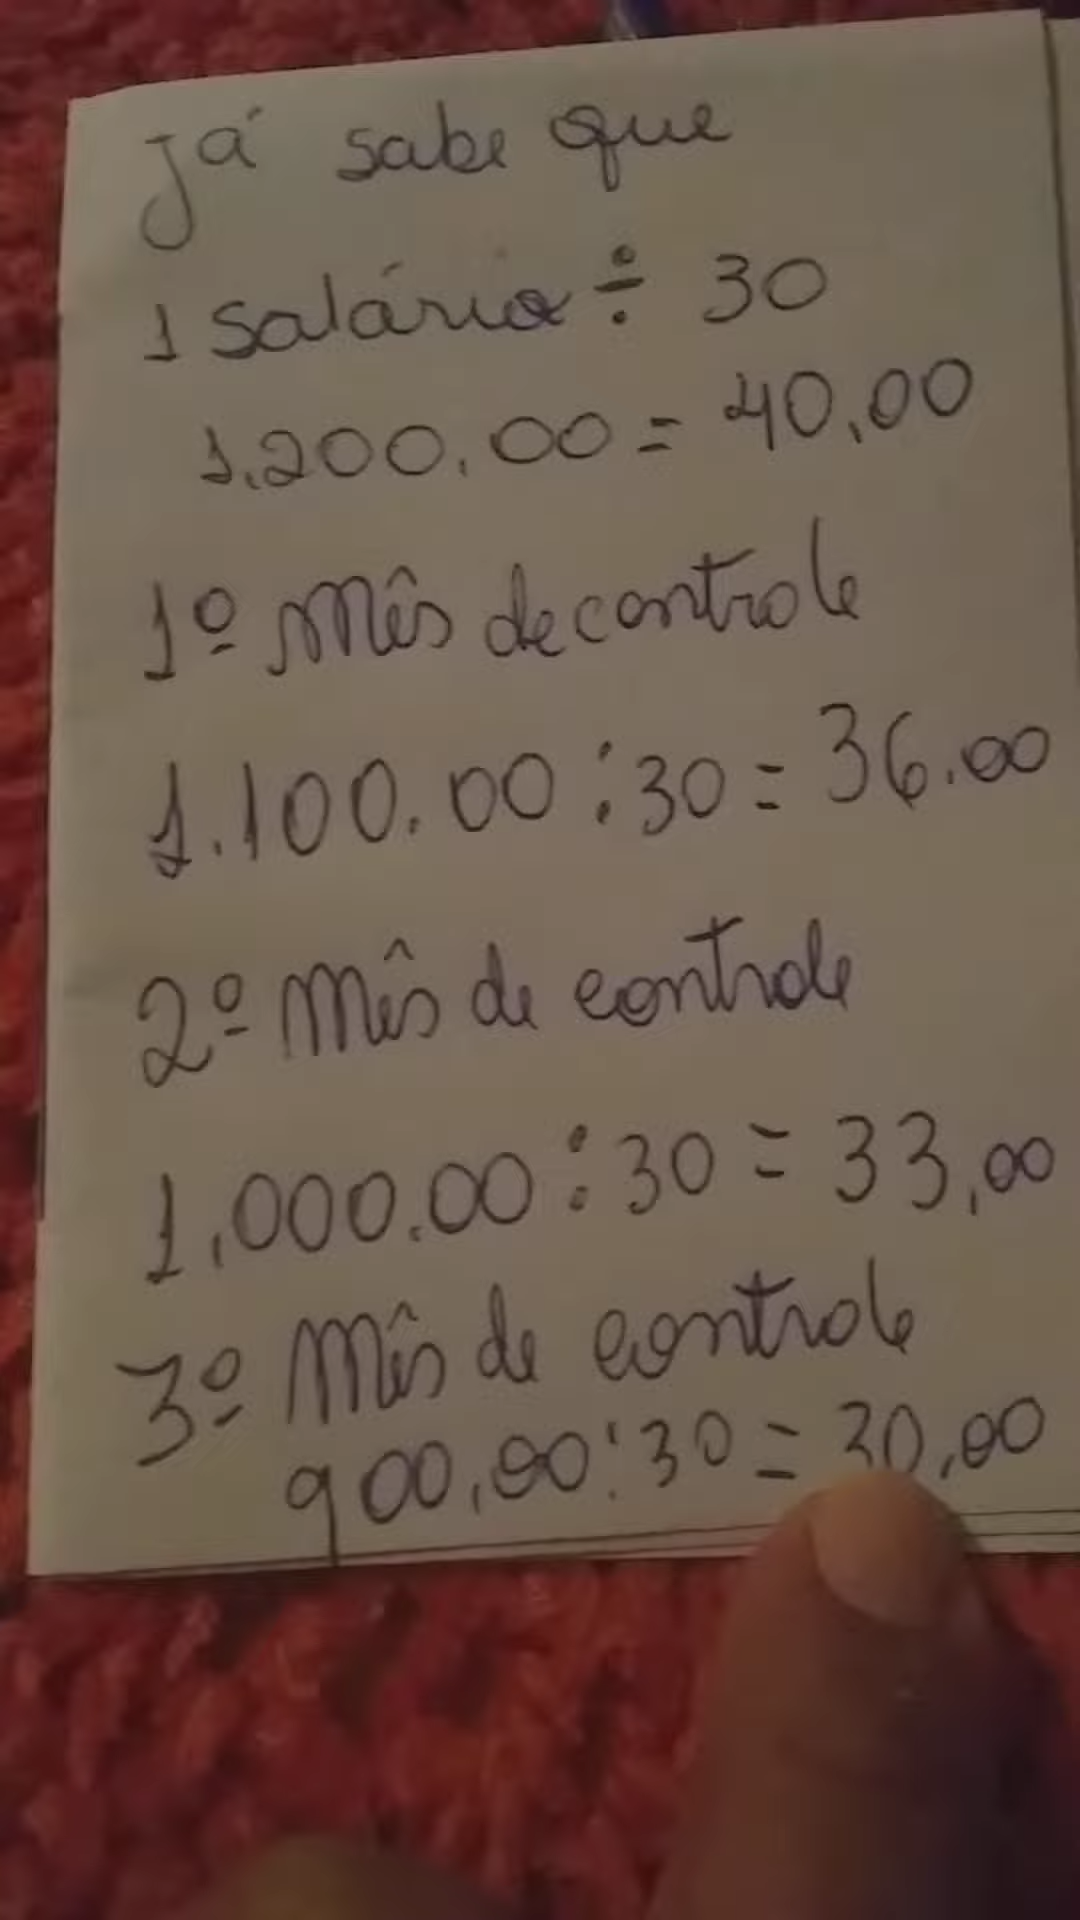 Já sabe que
1 salário ÷ 30
1.200.00 = 40,00
1º Mês de controle
1.100.00 : 30 = 36.00
2º Mês de controle
1,000.00 ÷ 30 = 33,00
3º Mês de controle
900,00 : 30 = 30,00